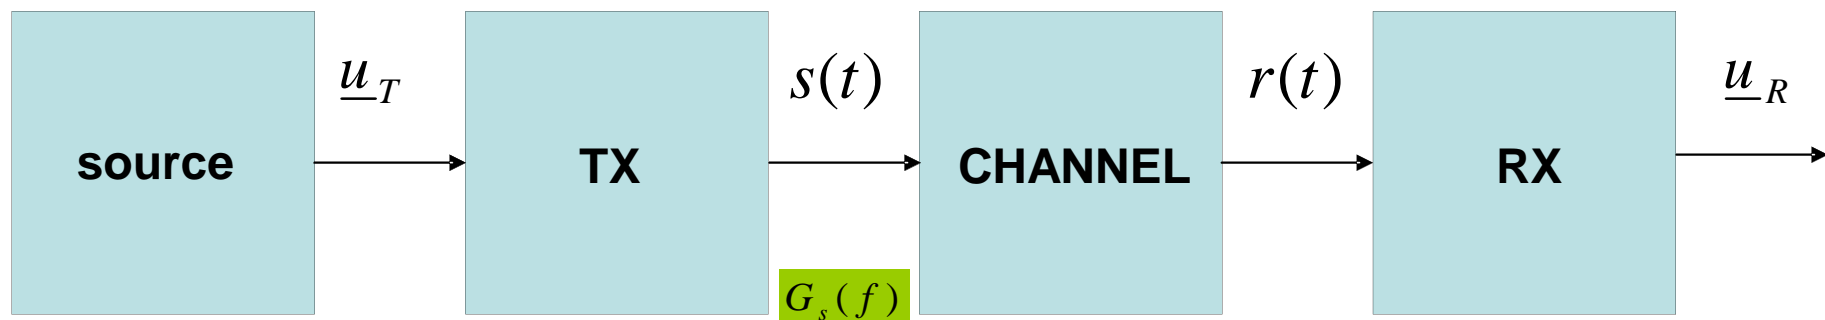 source
u_T
TX
s(t)
G_s(f)
CHANNEL
r(t)
RX
u_R